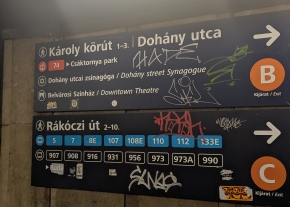 Károly körút 1-3. | Dohány utca
74 > Csáktornya park
Dohány utcai zsinagóga / Dohány street Synagogue
Belvárosi Színház / Downtown Theatre
B
Kijárat / Exit
Rákóczi út 2-10.
5 7 8E 107 108E 110 112 133E
907 908 916 931 956 973 973A 990
C
Kijárat / Exit